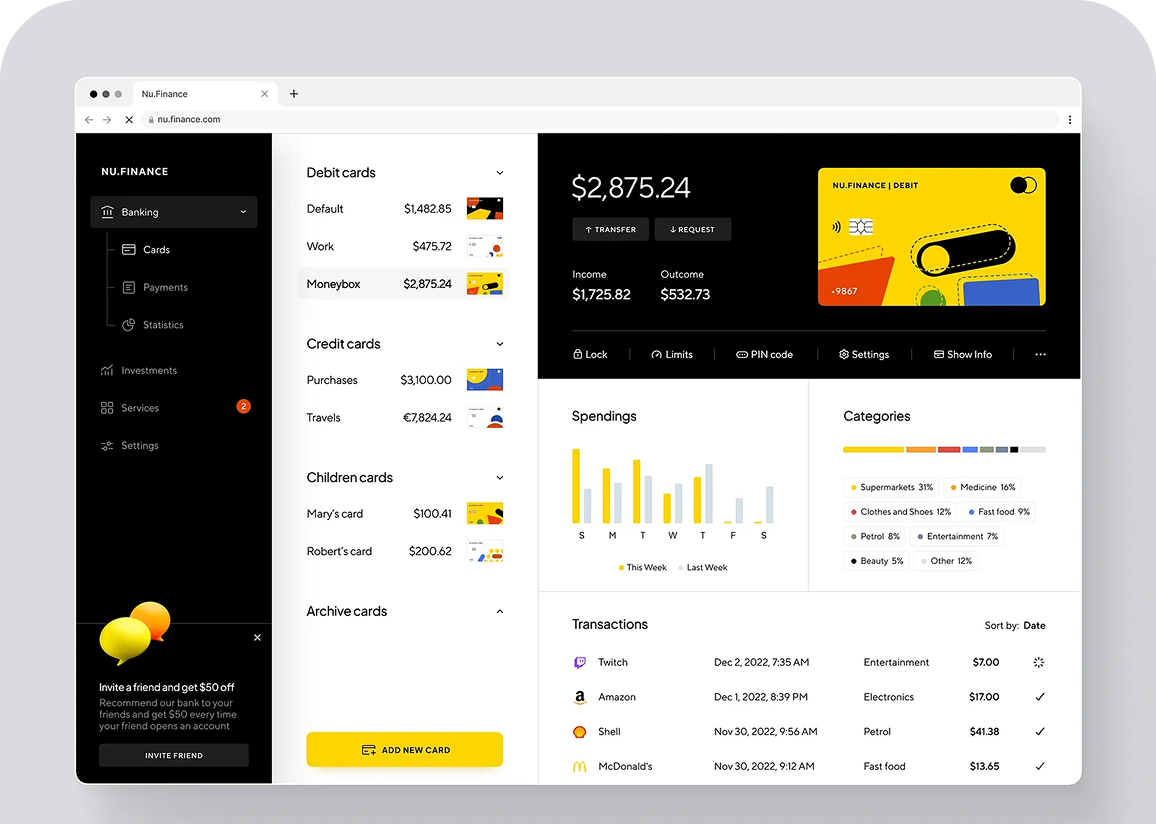 Nu.Finance
nu.finance.com
NU.FINANCE
Banking
Cards
Payments
Statistics
Investments
Services 2
Settings
Invite a friend and get $50 off
Recommend our bank to your
friends and get $50 every time
your friend opens an account
INVITE FRIEND
Debit cards
Default $1,482.85
Work $475.72
Moneybox $2,875.24
Credit cards
Purchases $3,100.00
Travels €7,824.24
Children cards
Mary's card $100.41
Robert's card $200.62
Archive cards
ADD NEW CARD
$2,875.24
TRANSFER REQUEST
Income Outcome
$1,725.82 $532.73
NU.FINANCE | DEBIT
•9867
Lock Limits PIN code Settings Show Info
Spendings
S M T W T F S
This Week Last Week
Categories
Supermarkets 31% Medicine 16%
Clothes and Shoes 12% Fast food 9%
Petrol 8% Entertainment 7%
Beauty 5% Other 12%
Transactions Sort by: Date
Twitch Dec 2, 2022, 7:35 AM Entertainment $7.00
Amazon Dec 1, 2022, 8:39 PM Electronics $17.00
Shell Nov 30, 2022, 9:56 AM Petrol $41.38
McDonald's Nov 30, 2022, 9:12 AM Fast food $13.65